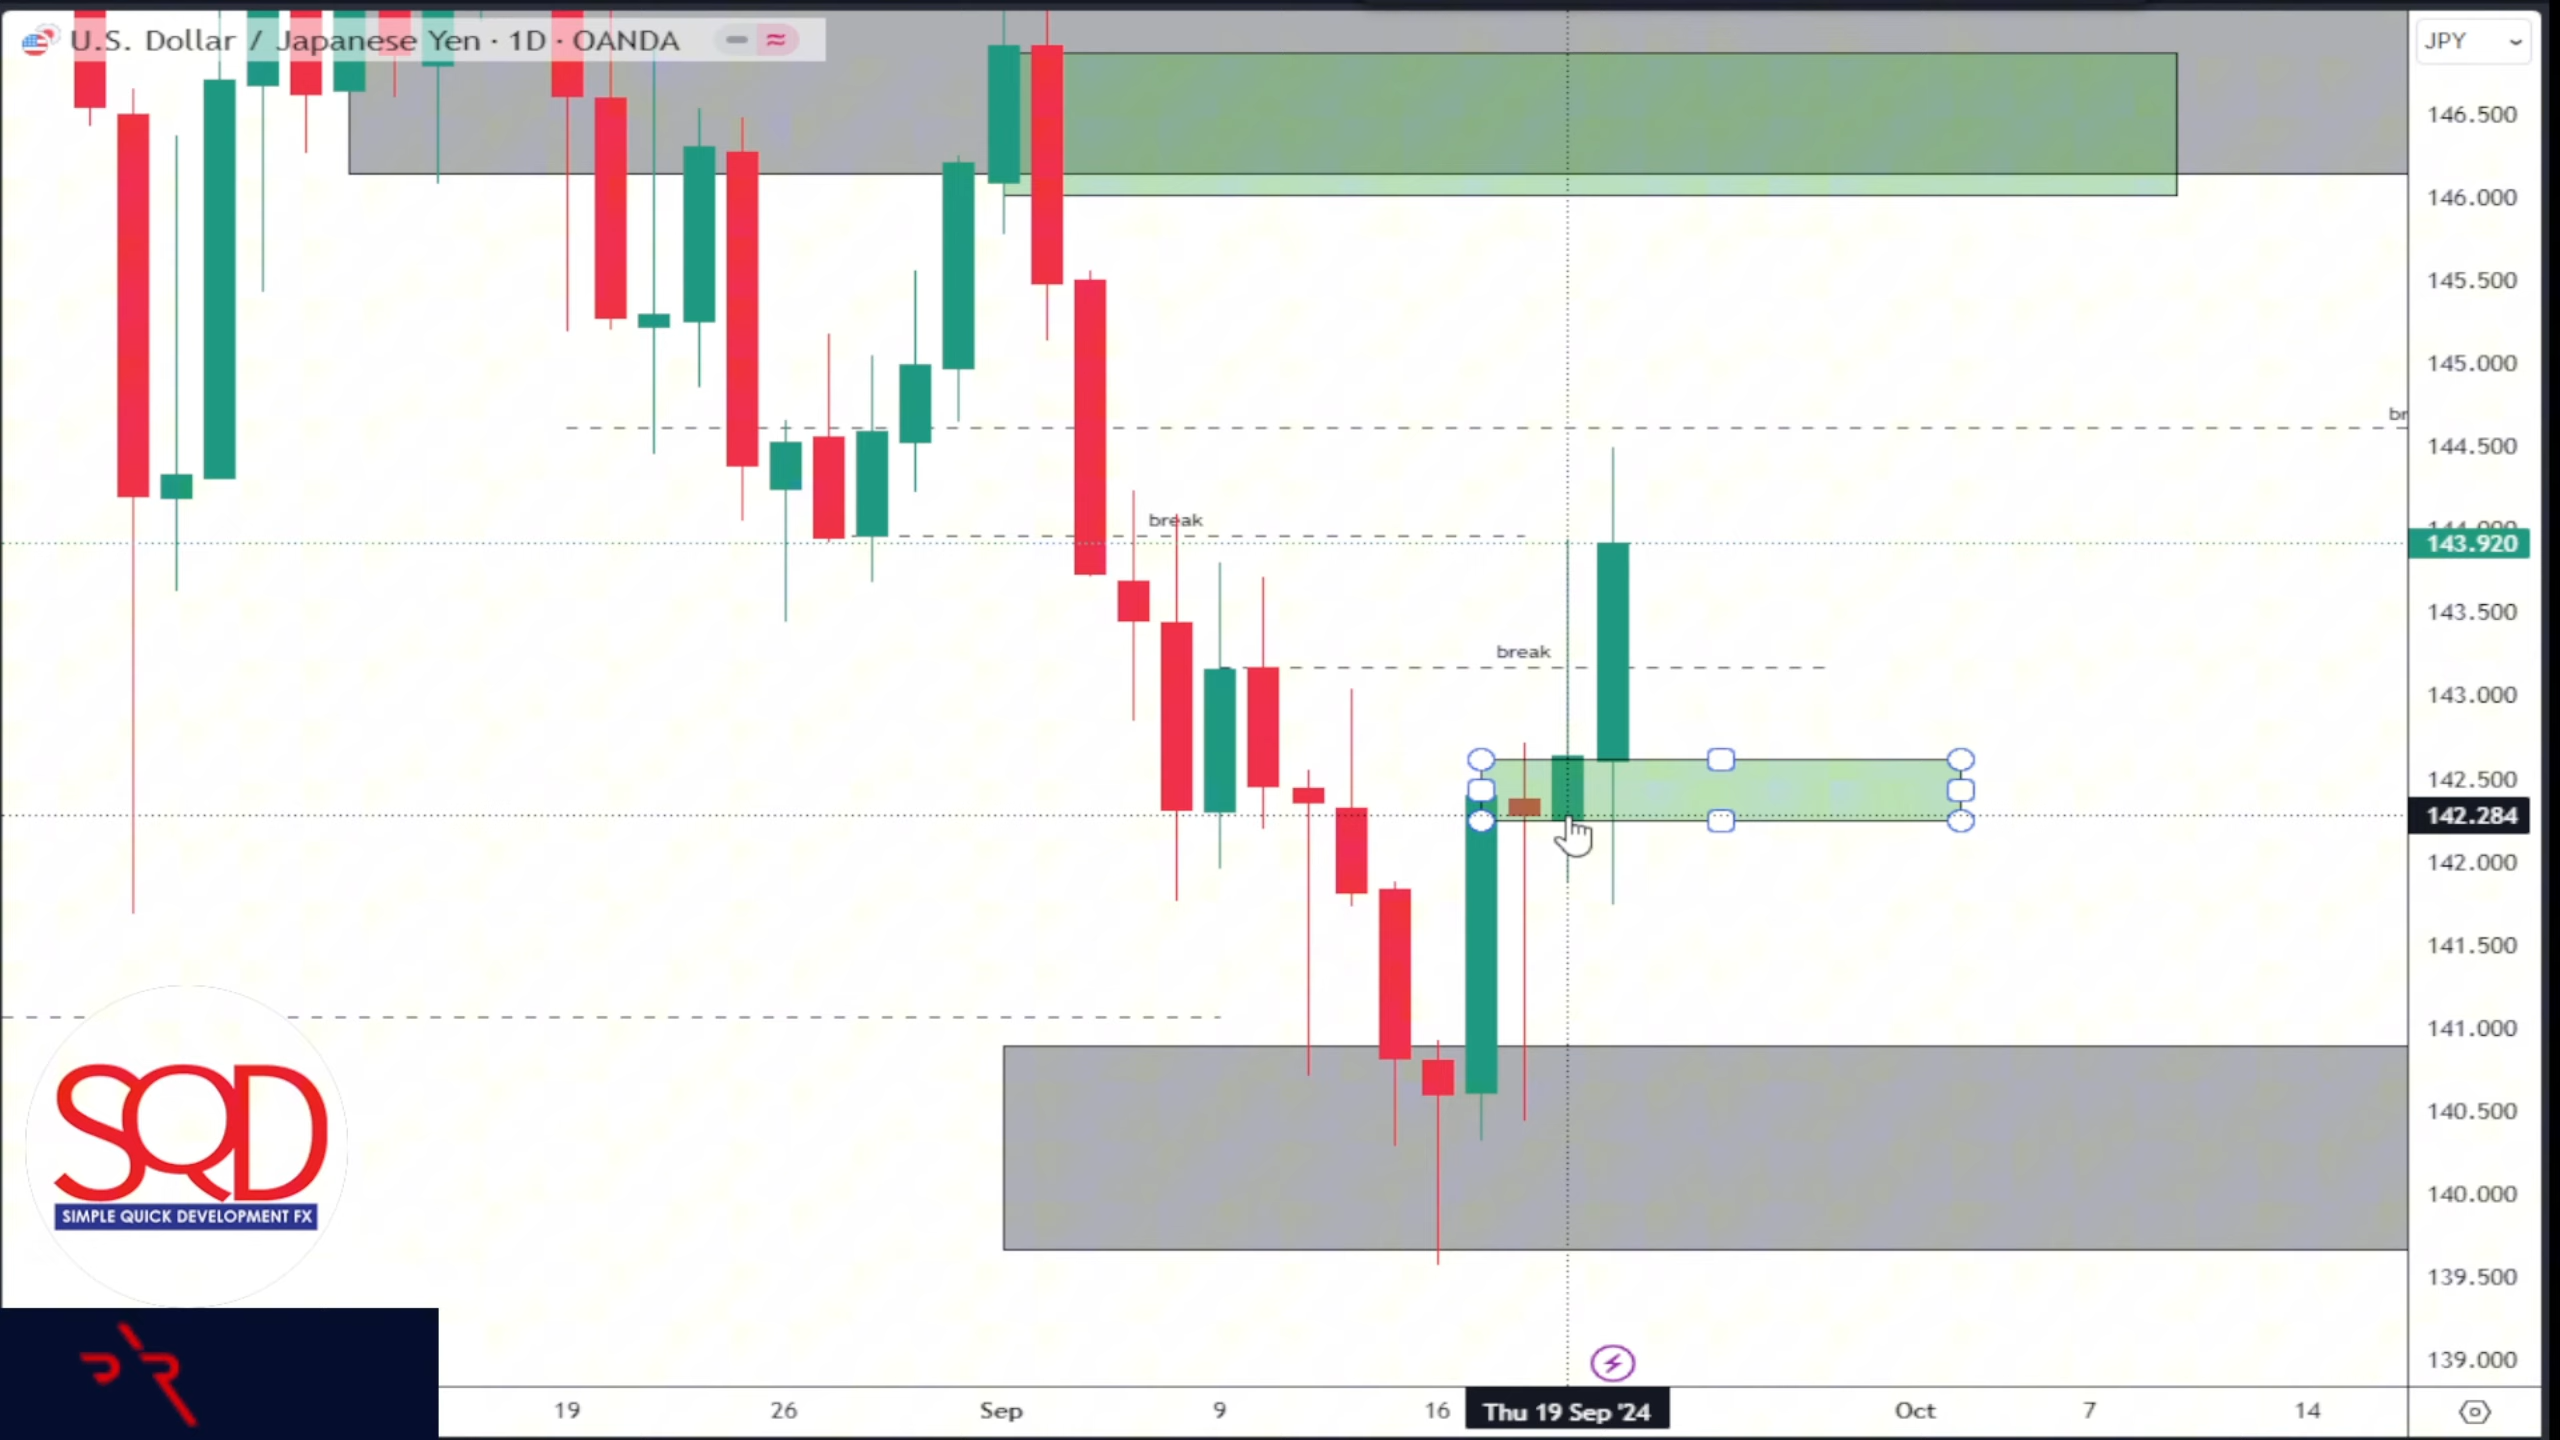 U.S. Dollar / Japanese Yen · 1D · OANDA
JPY
146.500
146.000
145.500
145.000
br
144.500
break
143.920
143.500
break
143.000
142.500
142.284
142.000
141.500
141.000
140.500
140.000
139.500
139.000
SQD
SIMPLE QUICK DEVELOPMENT FX
19
26
Sep
9
16
Thu 19 Sep '24
Oct
7
14